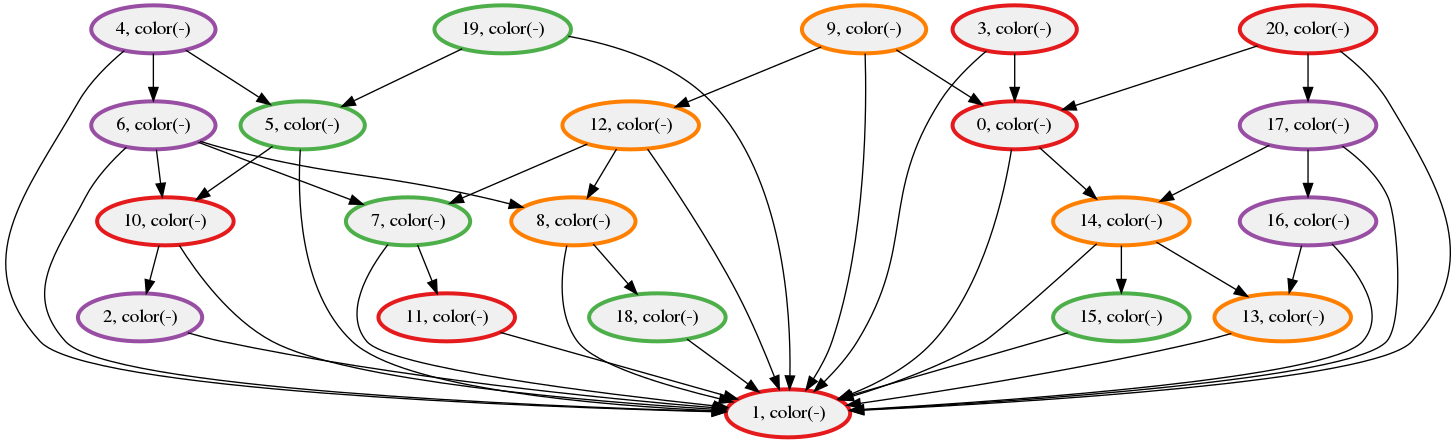 4, color(-)
19, color(-)
9, color(-)
3, color(-)
20, color(-)
6, color(-)
5, color(-)
12, color(-)
0, color(-)
17, color(-)
10, color(-)
7, color(-)
8, color(-)
14, color(-)
16, color(-)
2, color(-)
11, color(-)
18, color(-)
15, color(-)
13, color(-)
1, color(-)